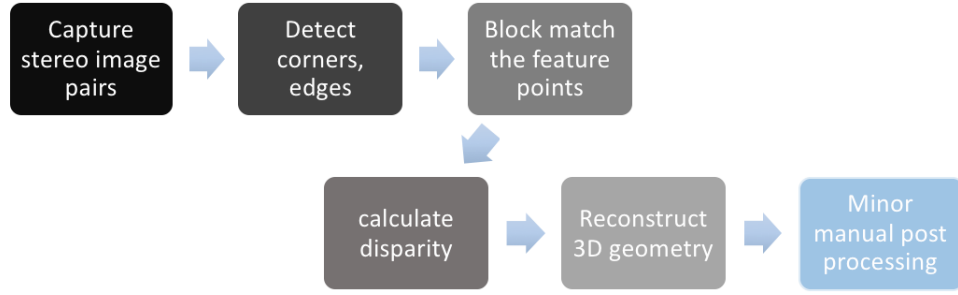 Capture
stereo image
pairs
Detect
corners,
edges
Block match
the feature
points
calculate
disparity
Reconstruct
3D geometry
Minor
manual post
processing